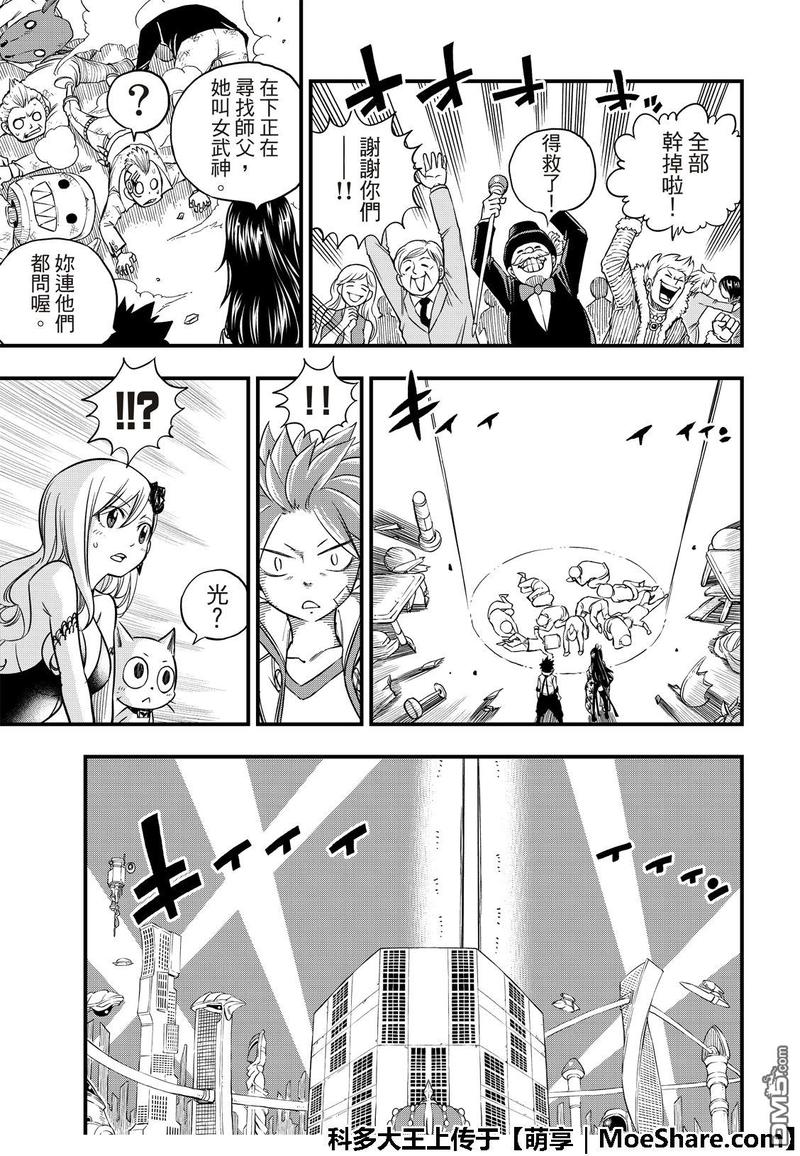 全部
幹掉啦！
得救了！
謝謝你們
——!!
在下正在
尋找師父，
她叫女武神。
？
妳連他們
都問喔。
!!
!!?
光？
科多大王上传于【萌享 | MoeShare.com】
DM5.com